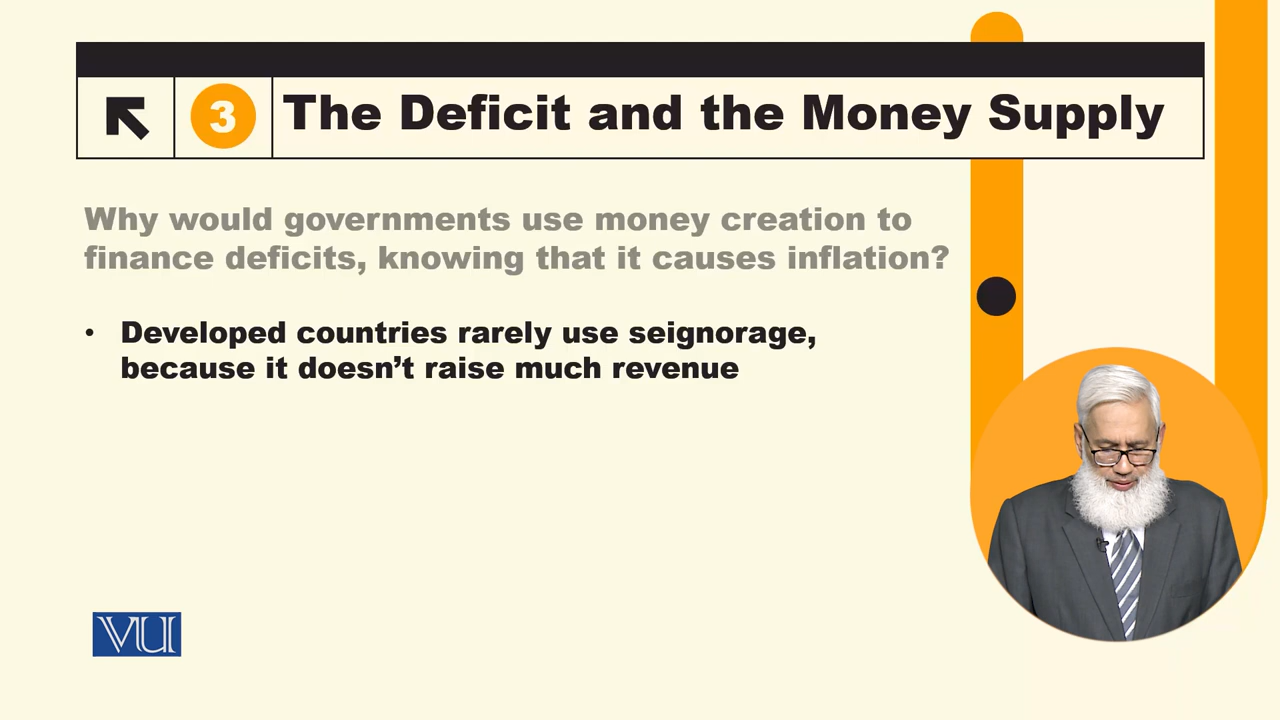 3 The Deficit and the Money Supply
Why would governments use money creation to
finance deficits, knowing that it causes inflation?
• Developed countries rarely use seignorage,
because it doesn’t raise much revenue
VU